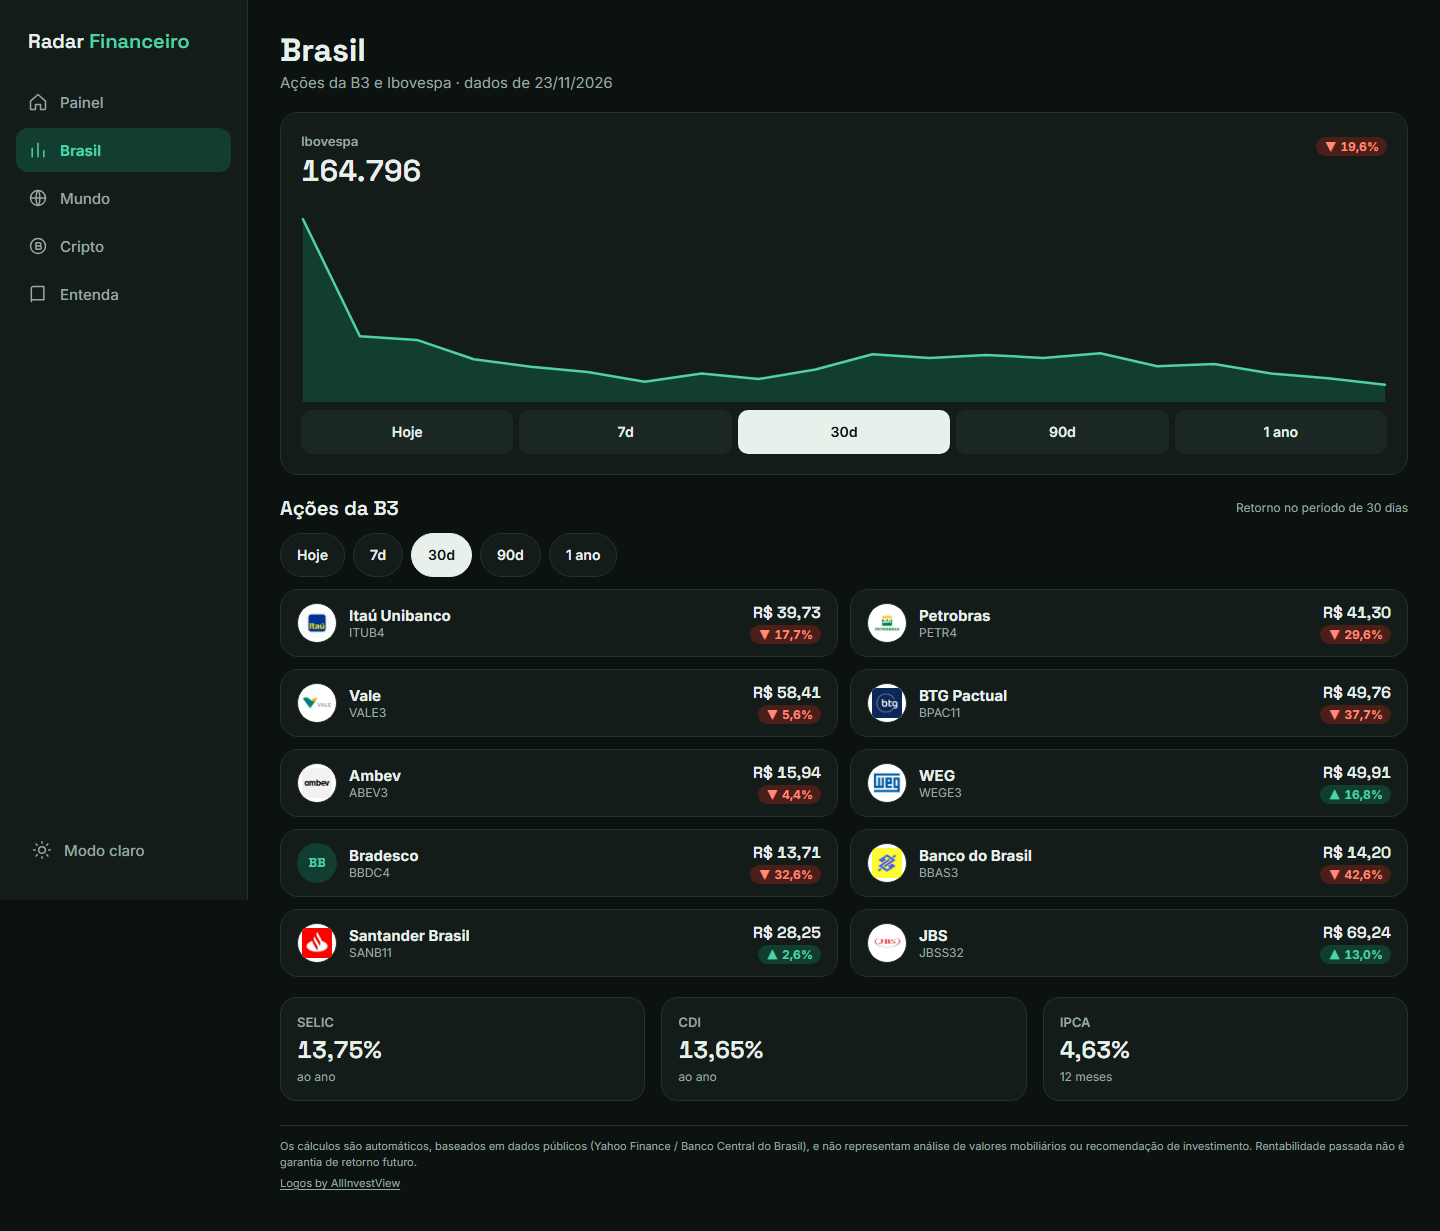 Radar Financeiro
Painel
Brasil
Mundo
Cripto
Entenda
Modo claro
Brasil
Ações da B3 e Ibovespa · dados de 23/11/2026
Ibovespa
164.796
▼ 19,6%
Hoje
7d
30d
90d
1 ano
Ações da B3
Retorno no período de 30 dias
Hoje
7d
30d
90d
1 ano
Itaú
Itaú Unibanco
ITUB4
R$ 39,73
▼ 17,7%
PETROBRAS
Petrobras
PETR4
R$ 41,30
▼ 29,6%
VALE
Vale
VALE3
R$ 58,41
▼ 5,6%
btg
BTG Pactual
BPAC11
R$ 49,76
▼ 37,7%
ambev
Ambev
ABEV3
R$ 15,94
▼ 4,4%
weg
WEG
WEGE3
R$ 49,91
▲ 16,8%
BB
Bradesco
BBDC4
R$ 13,71
▼ 32,6%
Banco do Brasil
BBAS3
R$ 14,20
▼ 42,6%
Santander Brasil
SANB11
R$ 28,25
▲ 2,6%
JBS
JBS
JBSS32
R$ 69,24
▲ 13,0%
SELIC
13,75%
ao ano
CDI
13,65%
ao ano
IPCA
4,63%
12 meses
Os cálculos são automáticos, baseados em dados públicos (Yahoo Finance / Banco Central do Brasil), e não representam análise de valores mobiliários ou recomendação de investimento. Rentabilidade passada não é
garantia de retorno futuro.
Logos by AllInvestView